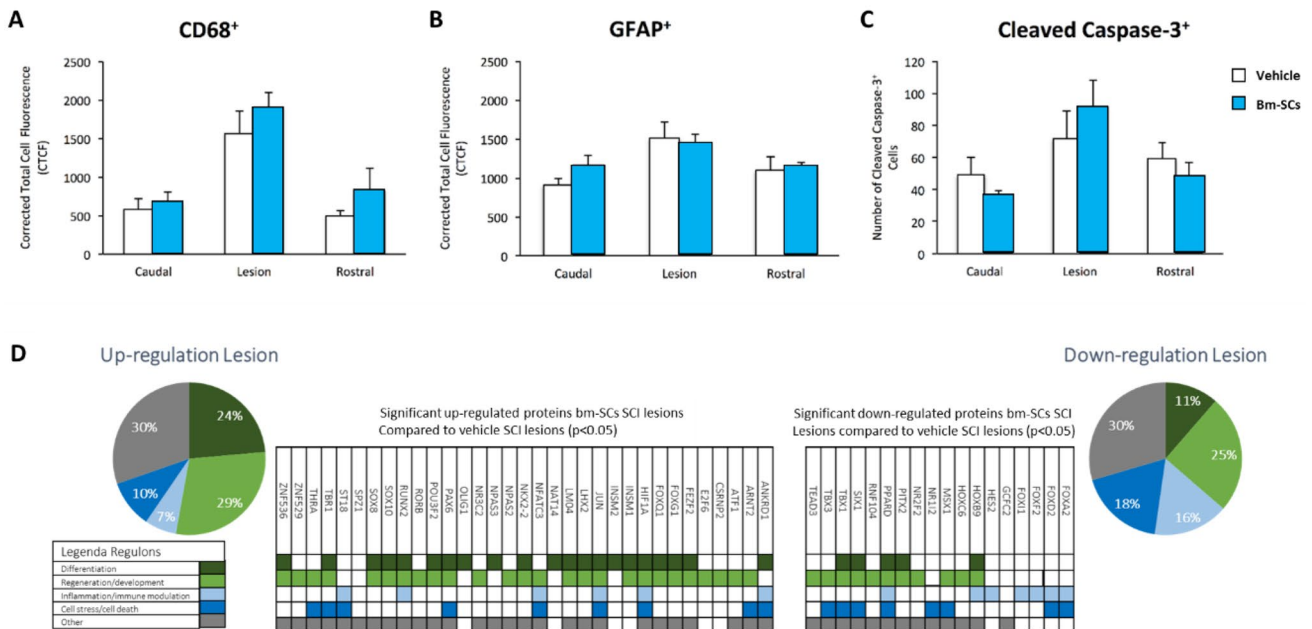 A
CD68+
Corrected Total Cell Fluorescence
(CTCF)
2500
2000
1500
1000
500
0
Caudal
Lesion
Rostral
B
GFAP+
Corrected Total Cell Fluorescence
(CTCF)
2500
2000
1500
1000
500
0
Caudal
Lesion
Rostral
C
Cleaved Caspase-3+
Number of Cleaved Caspase-3+
Cells
120
100
80
60
40
20
0
Caudal
Lesion
Rostral
Vehicle
Bm-SCs
D
Up-regulation Lesion
24%
29%
7%
10%
30%
Significant up-regulated proteins bm-SCs SCI lesions
Compared to vehicle SCI lesions (p<0.05)
ZNF536
ZNF529
THRA
TBR1
ST18
SPZ1
SOX8
SOX10
RUNX2
RORB
POU3F2
PAX6
OLIG1
NR3C2
NPAS3
NPAS2
NKX2-2
NFATC3
NAT14
LM04
LHX2
JUN
INSM2
INSM1
HIF1A
FOXQ1
FOXG1
FEZF2
E2F6
CSRNP2
ATF1
ARNT2
ANKRD1
Legenda Regulons
Differentiation
Regeneration/development
Inflammation/immune modulation
Cell stress/cell death
Other
Significant down-regulated proteins bm-SCs SCI
Lesions compared to vehicle SCI lesions (p<0.05)
TEAD3
TBX3
TBX1
SIX1
RNF104
PPARD
PITX2
NR2F2
NR1I2
MSX1
HOXC6
HOXB9
HES2
GCFC2
FOXI1
FOXF2
FOXD2
FOXA2
Down-regulation Lesion
11%
25%
16%
18%
30%